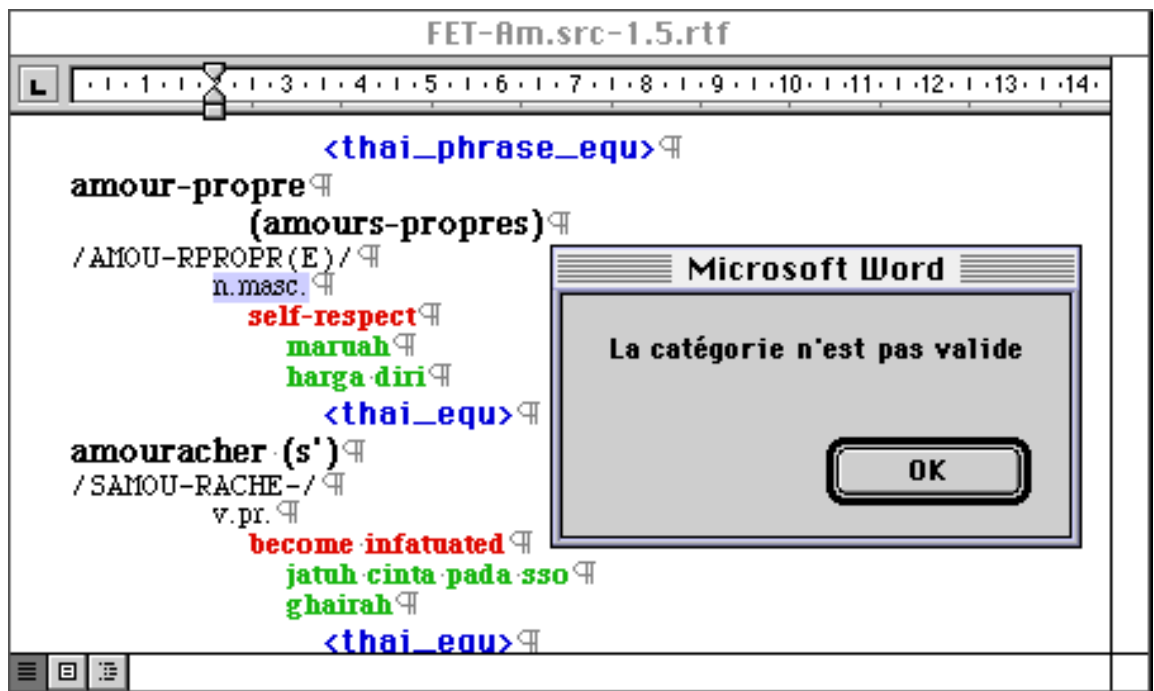 FET-Am.src-1.5.rtf
L 1 3 4 5 6 7 8 9 10 11 12 13 14
<thai_phrase_equ>¶
amour-propre¶
(amours-propres)¶
/AMOU-RPROPR(E)/¶
n.masc.¶
self-respect¶
maruah¶
harga·diri¶
<thai_equ>¶
amouracher·(s')¶
/SAMOU-RACHE-/¶
v.pr.¶
become·infatuated¶
jatuh·cinta·pada·sso¶
ghairah¶
<thai_equ>¶
Microsoft Word
La catégorie n'est pas valide
OK